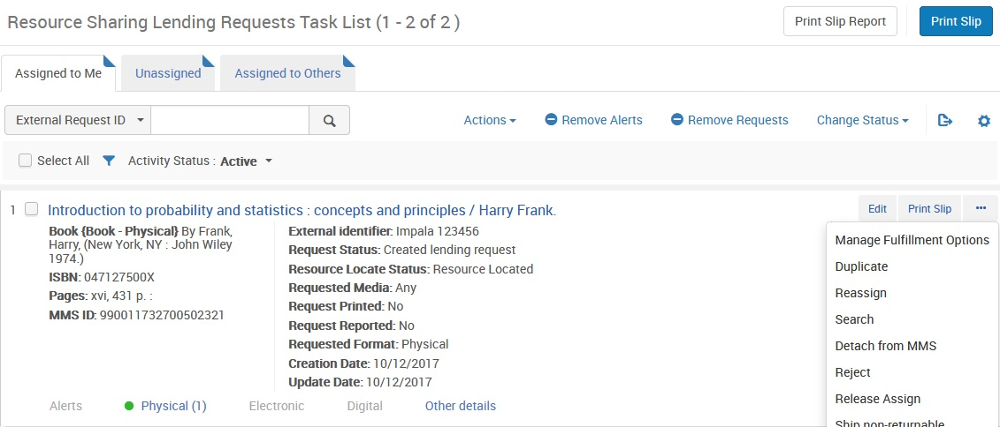 Resource Sharing Lending Requests Task List (1 - 2 of 2 )
Print Slip Report
Print Slip
Assigned to Me
Unassigned
Assigned to Others
External Request ID
Actions
Remove Alerts
Remove Requests
Change Status
Select All
Activity Status : Active
1 Introduction to probability and statistics : concepts and principles / Harry Frank.
Edit
Print Slip
Book {Book - Physical} By Frank,
Harry, (New York, NY : John Wiley
1974.)
ISBN: 047127500X
Pages: xvi, 431 p. :
MMS ID: 990011732700502321
External identifier: Impala 123456
Request Status: Created lending request
Resource Locate Status: Resource Located
Requested Media: Any
Request Printed: No
Request Reported: No
Requested Format: Physical
Creation Date: 10/12/2017
Update Date: 10/12/2017
Manage Fulfillment Options
Duplicate
Reassign
Search
Detach from MMS
Reject
Release Assign
Ship non-returnable
Alerts
Physical (1)
Electronic
Digital
Other details